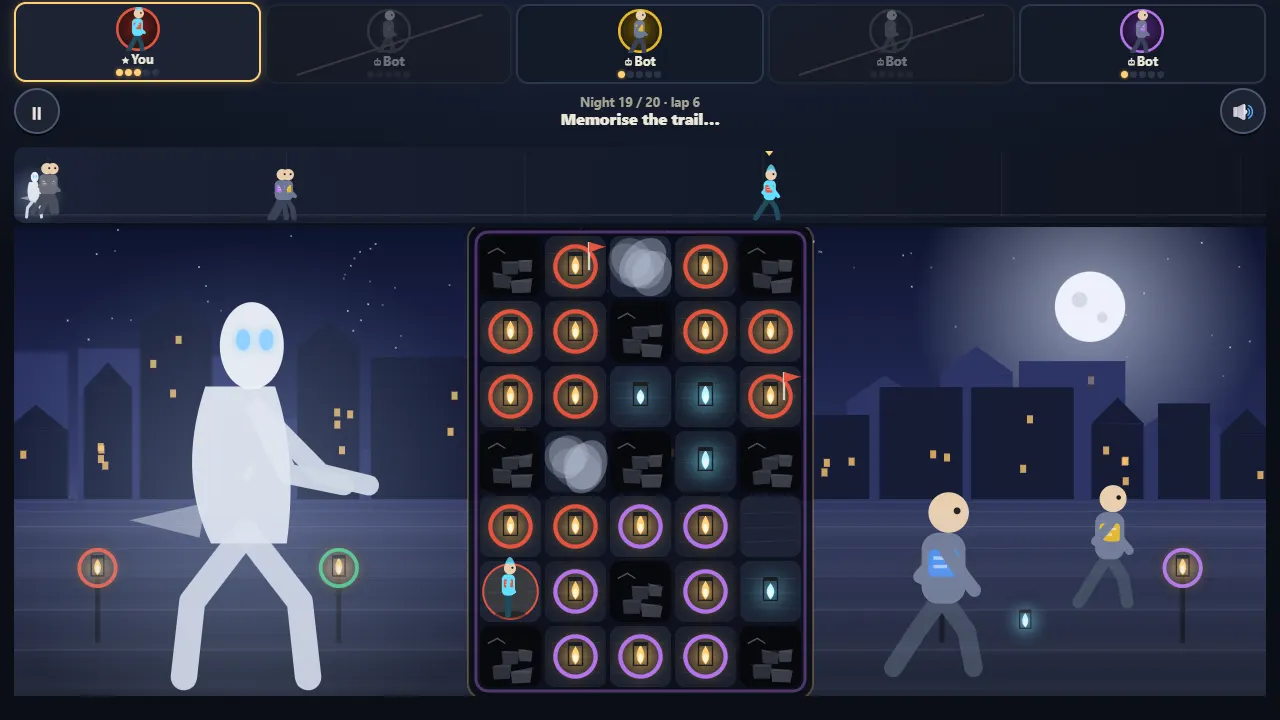 ★You
Bot
Bot
Bot
Bot
Night 19 / 20 · lap 6
Memorise the trail...